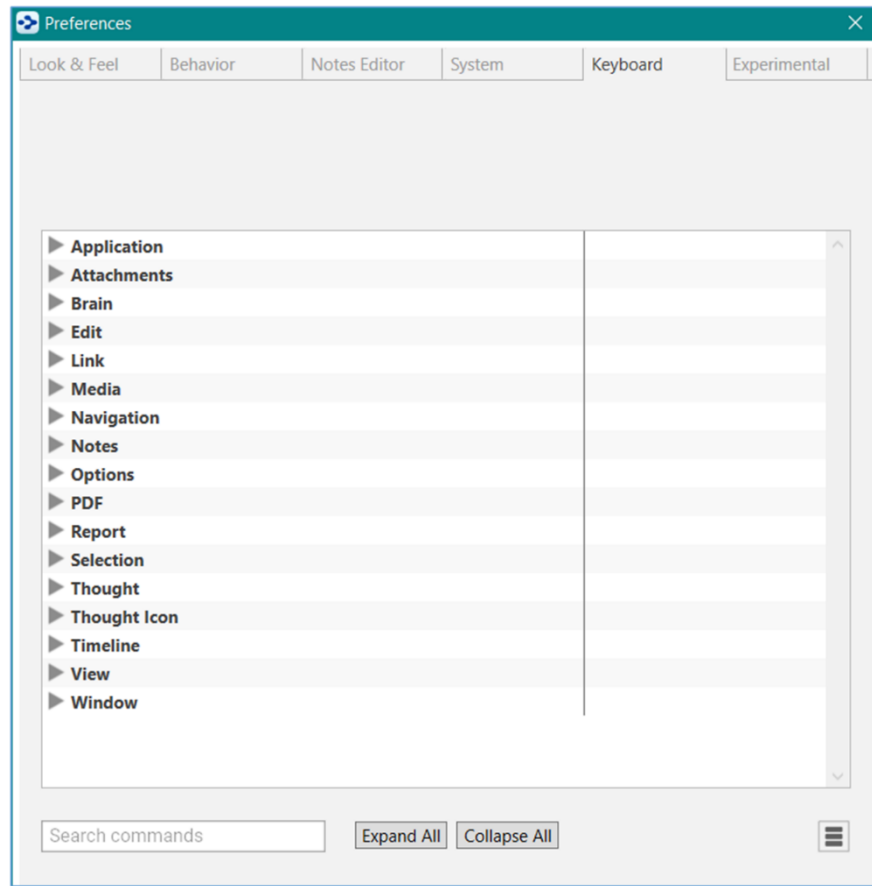 Preferences
Look & Feel Behavior Notes Editor System Keyboard Experimental
Application
Attachments
Brain
Edit
Link
Media
Navigation
Notes
Options
PDF
Report
Selection
Thought
Thought Icon
Timeline
View
Window
Search commands Expand All Collapse All